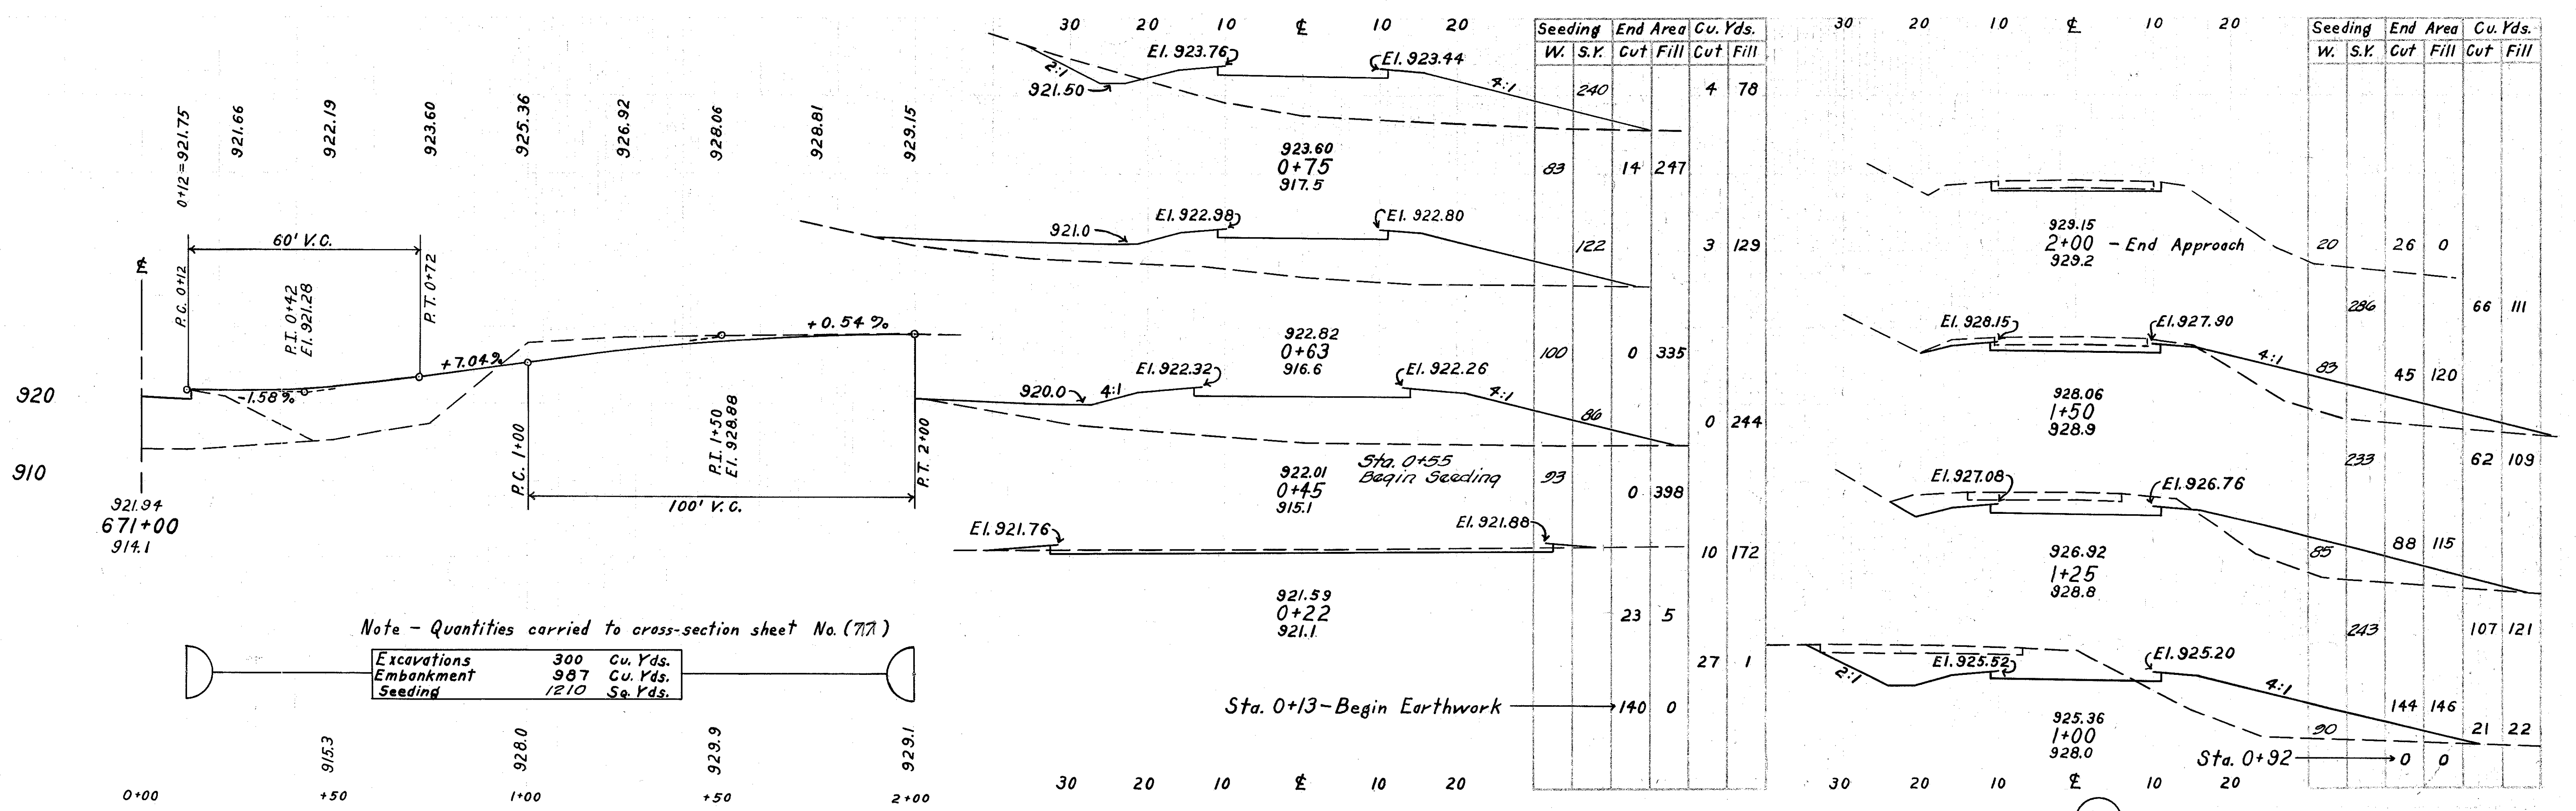 0+12=921.75
921.66
922.19
923.60
925.36
926.92
928.06
928.81
929.15
60' V.C.
℄
P.C. 0+12
P.I. 0+42
El. 921.28
P.T. 0+72
+0.54%
+7.04%
-1.58%
920
910
P.C. 1+00
P.I. 1+50
El. 928.88
P.T. 2+00
100' V.C.
921.94
671+00
914.1
Note - Quantities carried to cross-section sheet No. (77)
Excavations 300 Cu. Yds.
Embankment 987 Cu. Yds.
Seeding 1210 Sq. Yds.
915.3
928.0
929.9
929.1
0+00 +50 1+00 +50 2+00
30 20 10 ℄ 10 20
Seeding End Area Cu. Yds.
W. S.Y. Cut Fill Cut Fill
El. 923.76
El. 923.44
2:1
921.50
4:1
240 4 78
923.60
0+75
917.5
83 14 247
El. 922.98
El. 922.80
921.0
122 3 129
922.82
0+63
916.6
100 0 335
El. 922.32
El. 922.26
920.0
4:1
4:1
86 0 244
Sta. 0+55
Begin Seeding
922.01
0+45
915.1
93 0 398
El. 921.76
El. 921.88
10 172
921.59
0+22
921.1
23 5
27 1
Sta. 0+13-Begin Earthwork
140 0
30 20 10 ℄ 10 20
30 20 10 ℄ 10 20
Seeding End Area Cu. Yds.
W. S.Y. Cut Fill Cut Fill
929.15
2+00 - End Approach
929.2
20 26 0
286 66 111
El. 928.15
El. 927.90
4:1
83 45 120
928.06
1+50
928.9
233 62 109
El. 927.08
El. 926.76
85 88 115
926.92
1+25
928.8
243 107 121
El. 925.52
El. 925.20
2:1
4:1
144 146
925.36
1+00
928.0
90 21 22
Sta. 0+92
0 0
30 20 10 ℄ 10 20